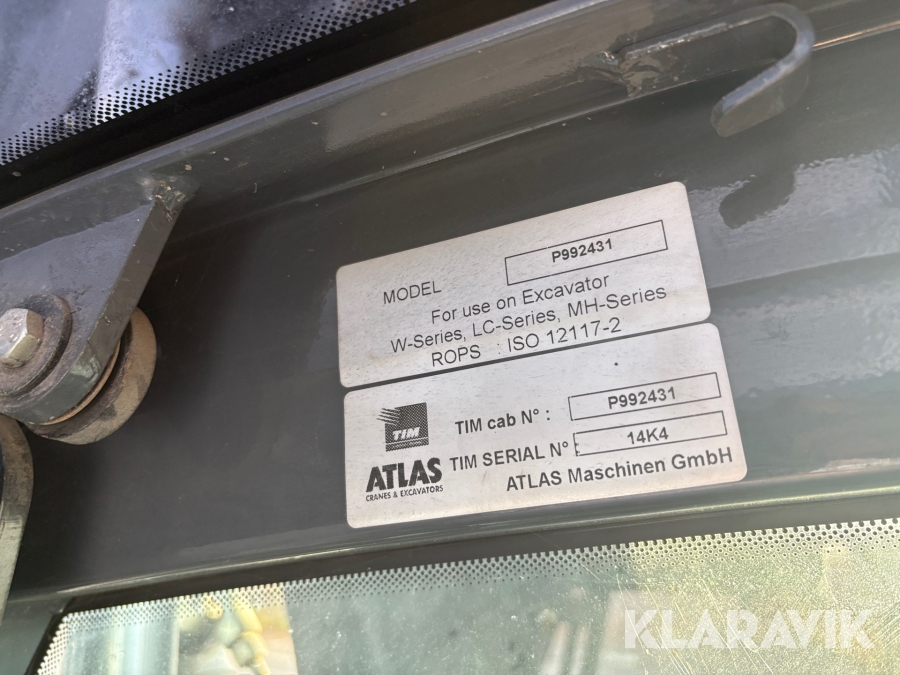 MODEL P992431
For use on Excavator
W-Series, LC-Series, MH-Series
ROPS : ISO 12117-2
TIM
TIM cab N° : P992431
ATLAS
CRANES & EXCAVATORS
TIM SERIAL N° : 14K4
ATLAS Maschinen GmbH
KLARAVIK